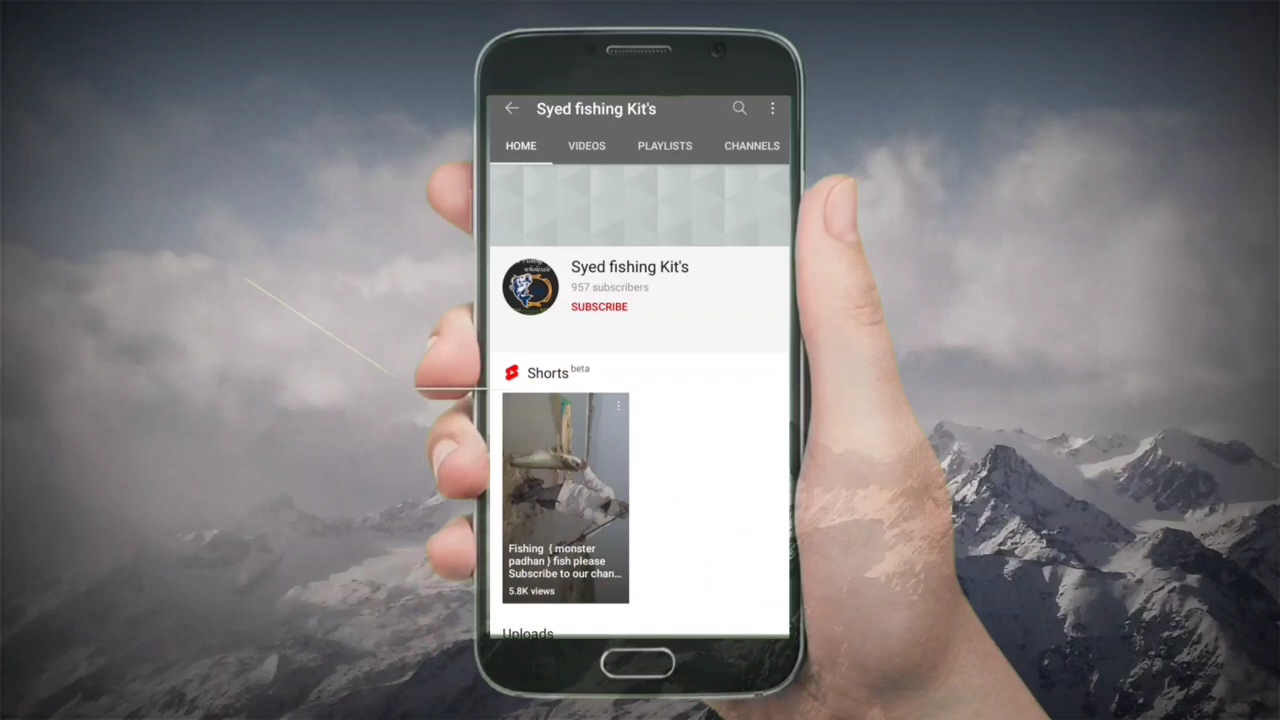 Syed fishing Kit's
HOME VIDEOS PLAYLISTS CHANNELS
wholesale
Syed fishing Kit's
957 subscribers
SUBSCRIBE
Shorts beta
Fishing { monster
padhan } fish please
Subscribe to our chan...
5.8K views
Uploads